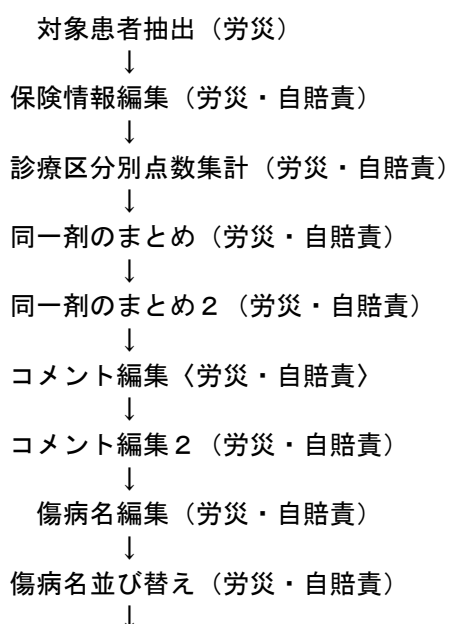 対象患者抽出（労災）
↓
保険情報編集（労災・自賠責）
↓
診療区分別点数集計（労災・自賠責）
↓
同一剤のまとめ（労災・自賠責）
↓
同一剤のまとめ２（労災・自賠責）
↓
コメント編集〈労災・自賠責〉
↓
コメント編集２（労災・自賠責）
↓
傷病名編集（労災・自賠責）
↓
傷病名並び替え（労災・自賠責）
↓